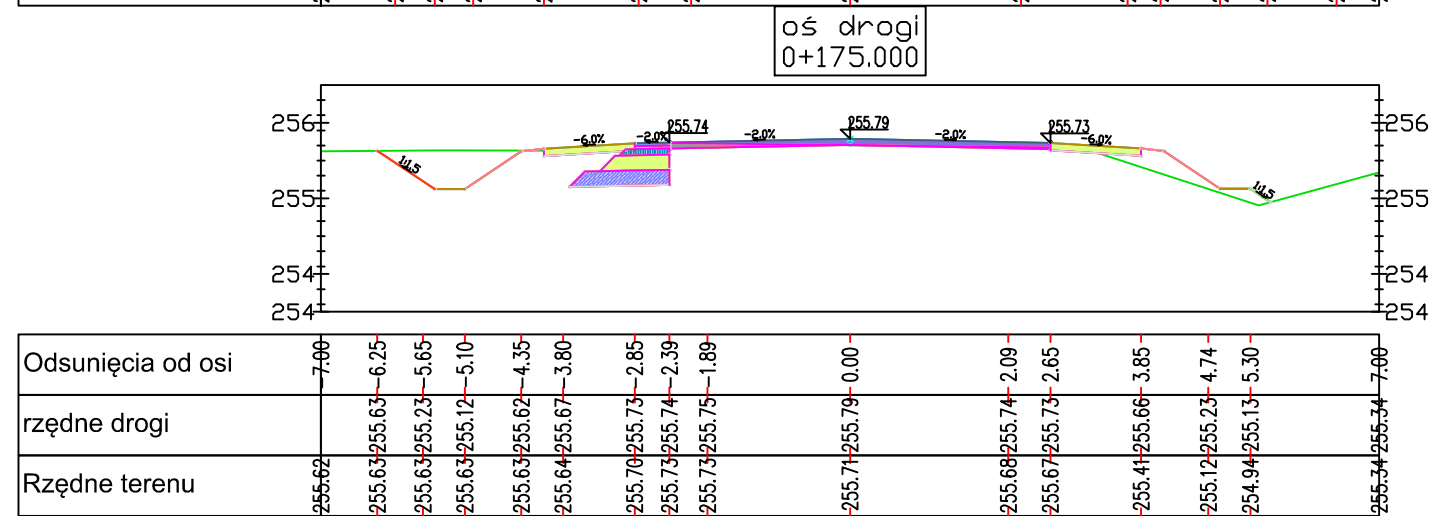 oś drogi
0+175.000
256 256
-6.0% -2.0% 255.74 -2.0% 255.79 -2.0% 255.73 -6.0%
1:1.5 1:1.5
255 255
254 254
254 254
Odsunięcia od osi -7.00 -6.25 -5.65 -5.10 -4.35 -3.80 -2.85 -2.39 -1.89 0.00 2.09 2.65 3.85 4.74 5.30 7.00
rzędne drogi 255.63 255.23 255.12 255.62 255.67 255.73 255.74 255.75 255.79 255.74 255.73 255.66 255.23 255.13 255.34
Rzędne terenu 255.62 255.63 255.63 255.63 255.63 255.64 255.70 255.73 255.73 255.71 255.68 255.67 255.41 255.12 254.94 255.34